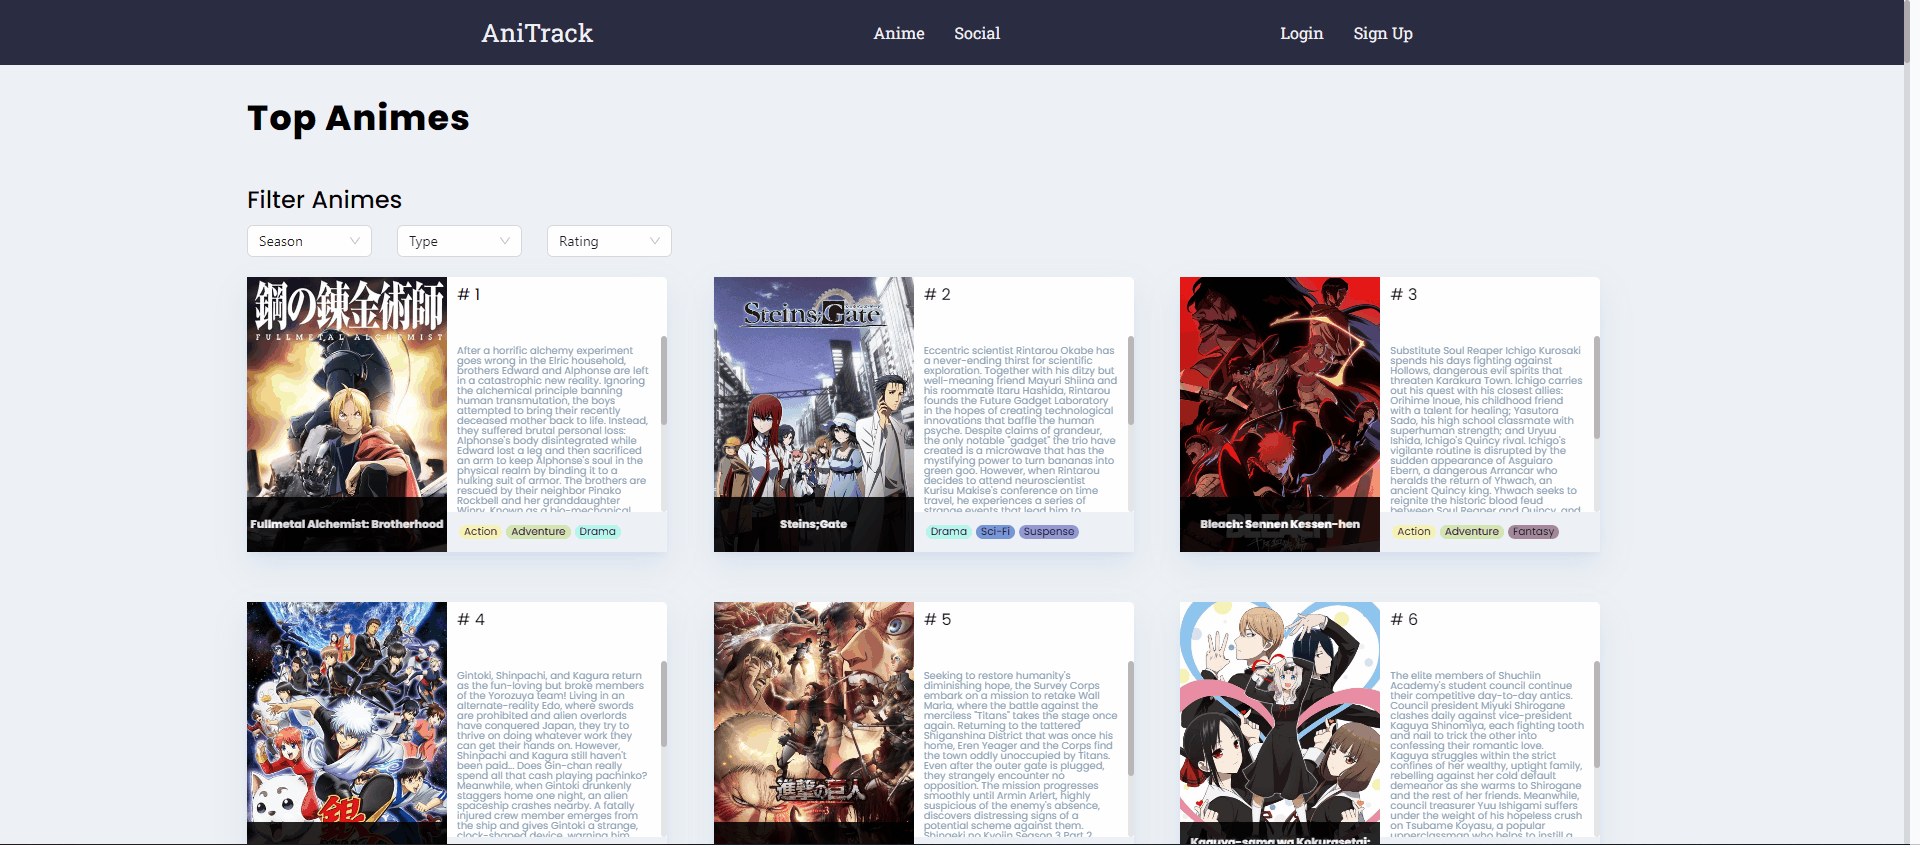 AniTrack
Anime
Social
Login
Sign Up
Top Animes
Filter Animes
Season
Type
Rating
鋼の錬金術師
FULLMETAL ALCHEMIST
Fullmetal Alchemist: Brotherhood
# 1
After a horrific alchemy experiment
goes wrong in the Elric household,
brothers Edward and Alphonse are left
in a catastrophic new reality. Ignoring
the alchemical principle banning
human transmutation, the boys
attempted to bring their recently
deceased mother back to life. Instead,
they suffered brutal personal loss:
Alphonse's body disintegrated while
Edward lost a leg and then sacrificed
an arm to keep Alphonse's soul in the
physical realm by binding it to a
hulking suit of armor. The brothers are
rescued by their neighbor Pinako
Rockbell and her granddaughter
Winry. Known as a bio-mechanical
Action
Adventure
Drama
Steins;Gate
Steins;Gate
# 2
Eccentric scientist Rintarou Okabe has
a never-ending thirst for scientific
exploration. Together with his ditzy but
well-meaning friend Mayuri Shiina and
his roommate Itaru Hashida, Rintarou
founds the Future Gadget Laboratory
in the hopes of creating technological
innovations that baffle the human
psyche. Despite claims of grandeur,
the only notable "gadget" the trio have
created is a microwave that has the
mystifying power to turn bananas into
green goo. However, when Rintarou
decides to attend neuroscientist
Kurisu Makise's conference on time
travel, he experiences a series of
strange events that lead him to
Drama
Sci-Fi
Suspense
BLEACH
Bleach: Sennen Kessen-hen
# 3
Substitute Soul Reaper Ichigo Kurosaki
spends his days fighting against
Hollows, dangerous evil spirits that
threaten Karakura Town. Ichigo carries
out his quest with his closest allies:
Orihime Inoue, his childhood friend
with a talent for healing; Yasutora
Sado, his high school classmate with
superhuman strength; and Uryuu
Ishida, Ichigo's Quincy rival. Ichigo's
vigilante routine is disrupted by the
sudden appearance of Asguiaro
Ebern, a dangerous Arrancar who
heralds the return of Yhwach, an
ancient Quincy king. Yhwach seeks to
reignite the historic blood feud
between Soul Reaper and Quincy, and
Action
Adventure
Fantasy
銀
# 4
Gintoki, Shinpachi, and Kagura return
as the fun-loving but broke members
of the Yorozuya team! Living in an
alternate-reality Edo, where swords
are prohibited and alien overlords
have conquered Japan, they try to
thrive on doing whatever work they
can get their hands on. However,
Shinpachi and Kagura still haven't
been paid... Does Gin-chan really
spend all that cash playing pachinko?
Meanwhile, when Gintoki drunkenly
staggers home one night, an alien
spaceship crashes nearby. A fatally
injured crew member emerges from
the ship and gives Gintoki a strange,
clock-shaped device, warning him
進撃の巨人
# 5
Seeking to restore humanity's
diminishing hope, the Survey Corps
embark on a mission to retake Wall
Maria, where the battle against the
merciless "Titans" takes the stage once
again. Returning to the tattered
Shiganshina District that was once his
home, Eren Yeager and the Corps find
the town oddly unoccupied by Titans.
Even after the outer gate is plugged,
they strangely encounter no
opposition. The mission progresses
smoothly until Armin Arlert, highly
suspicious of the enemy's absence,
discovers distressing signs of a
potential scheme against them.
Shingeki no Kyojin Season 3 Part 2
Kaguya-sama wa Kokurasetai:
# 6
The elite members of Shuchiin
Academy's student council continue
their competitive day-to-day antics.
Council president Miyuki Shirogane
clashes daily against vice-president
Kaguya Shinomiya, each fighting tooth
and nail to trick the other into
confessing their romantic love.
Kaguya struggles within the strict
confines of her wealthy, uptight family,
rebelling against her cold default
demeanor as she warms to Shirogane
and the rest of her friends. Meanwhile,
council treasurer Yuu Ishigami suffers
under the weight of his hopeless crush
on Tsubame Koyasu, a popular
upperclassman who helps to instill a